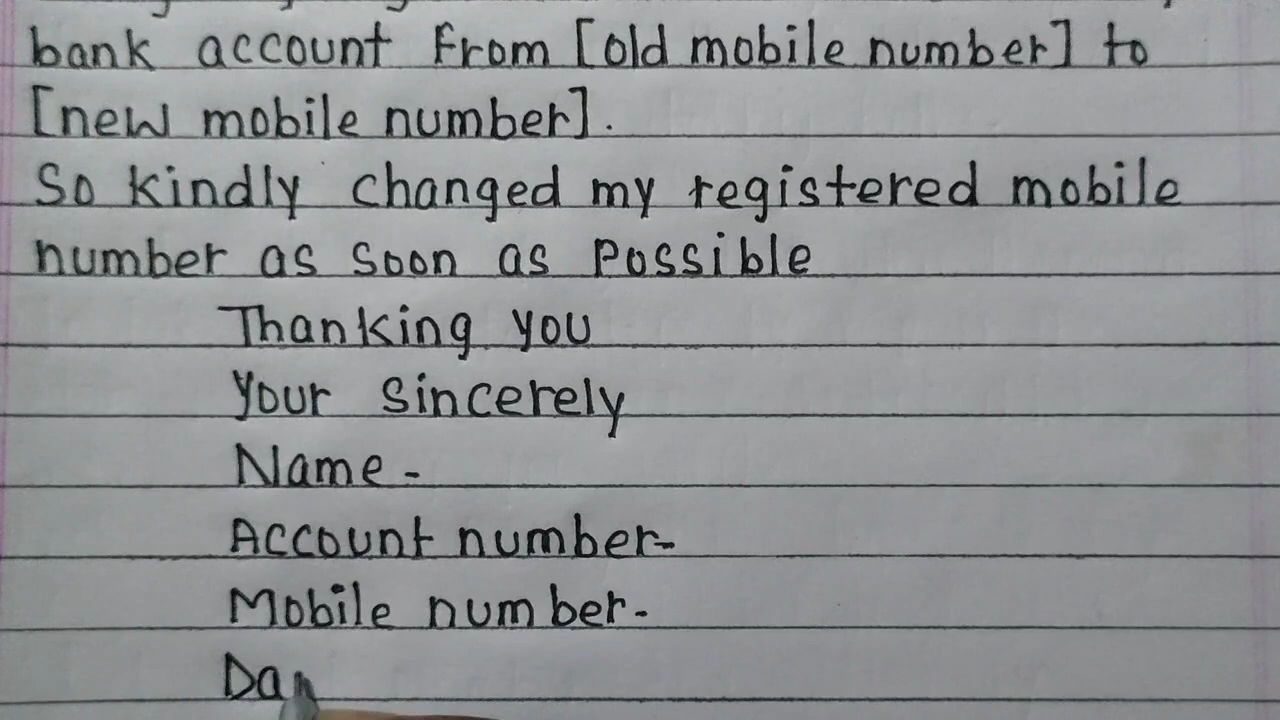 bank account from [old mobile number] to
[new mobile number].
So kindly changed my registered mobile
number as soon as possible
Thanking you
Your sincerely
Name -
Account number-
Mobile number-